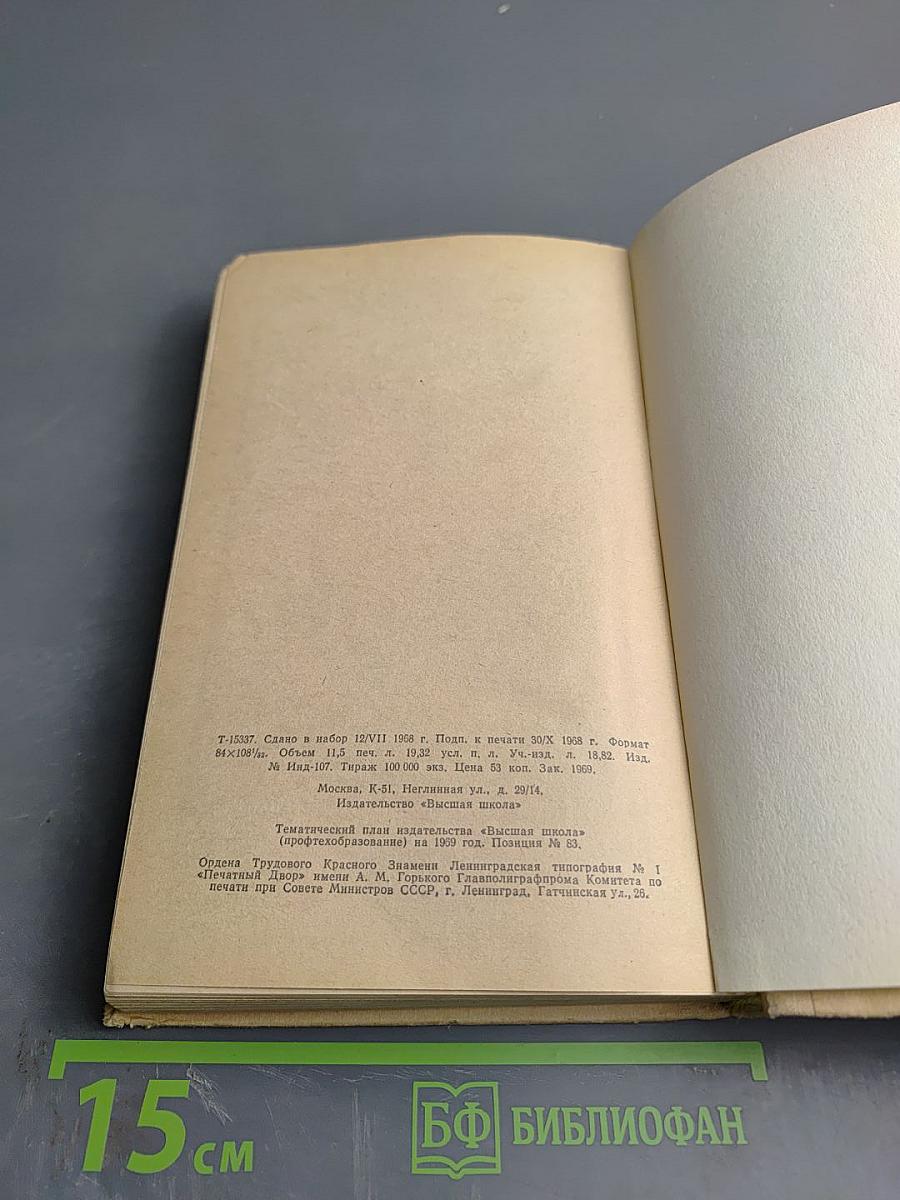 Т-15337. Сдано в набор 12/VII 1968 г. Подп. к печати 30/X 1968 г. Формат
84×108¹/₃₂. Объем 11,5 печ. л. 19,32 усл. п. л. Уч.-изд. л. 18,82. Изд.
№ Инд-107. Тираж 100 000 экз. Цена 53 коп. Зак. 1969.
Москва, К-51, Неглинная ул., д. 29/14.
Издательство «Высшая школа»
Тематический план издательства «Высшая школа»
(профтехобразование) на 1969 год. Позиция № 83.
Ордена Трудового Красного Знамени Ленинградская типография № 1
«Печатный Двор» имени А. М. Горького Главполиграфпрома Комитета по
печати при Совете Министров СССР, г. Ленинград, Гатчинская ул., 26.
15 см
БФ БИБЛИОФАН